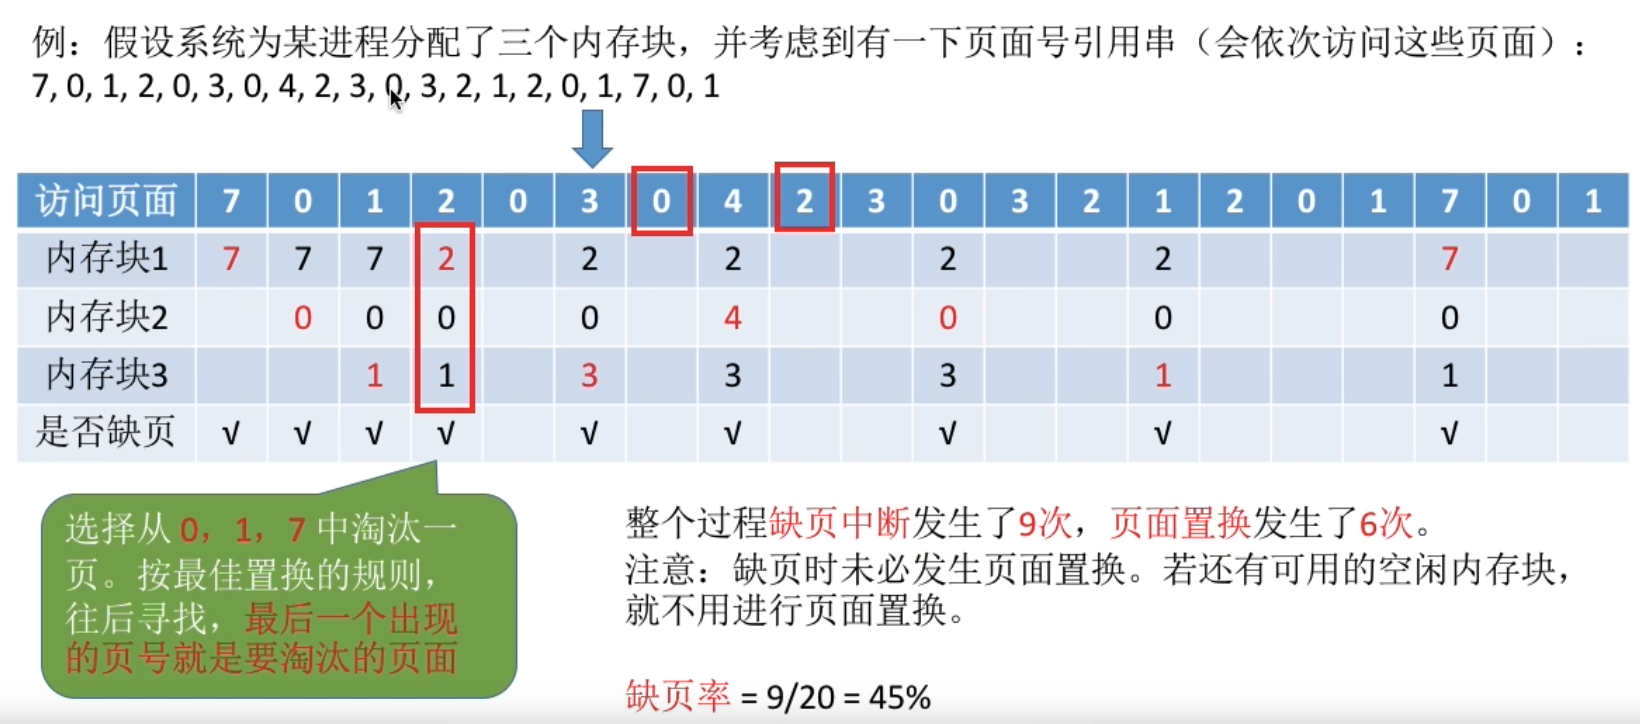 例：假设系统为某进程分配了三个内存块，并考虑到有一下页面号引用串（会依次访问这些页面）：
7, 0, 1, 2, 0, 3, 0, 4, 2, 3, 0, 3, 2, 1, 2, 0, 1, 7, 0, 1
访问页面 7 0 1 2 0 3 0 4 2 3 0 3 2 1 2 0 1 7 0 1
内存块1 7 7 7 2 2 2 2 2 7
内存块2 0 0 0 0 4 0 0 0
内存块3 1 1 3 3 3 1 1
是否缺页 √ √ √ √ √ √ √ √ √
选择从 0，1，7 中淘汰一
页。按最佳置换的规则，
往后寻找，最后一个出现
的页号就是要淘汰的页面
整个过程缺页中断发生了9次，页面置换发生了6次。
注意：缺页时未必发生页面置换。若还有可用的空闲内存块，
就不用进行页面置换。
缺页率 = 9/20 = 45%